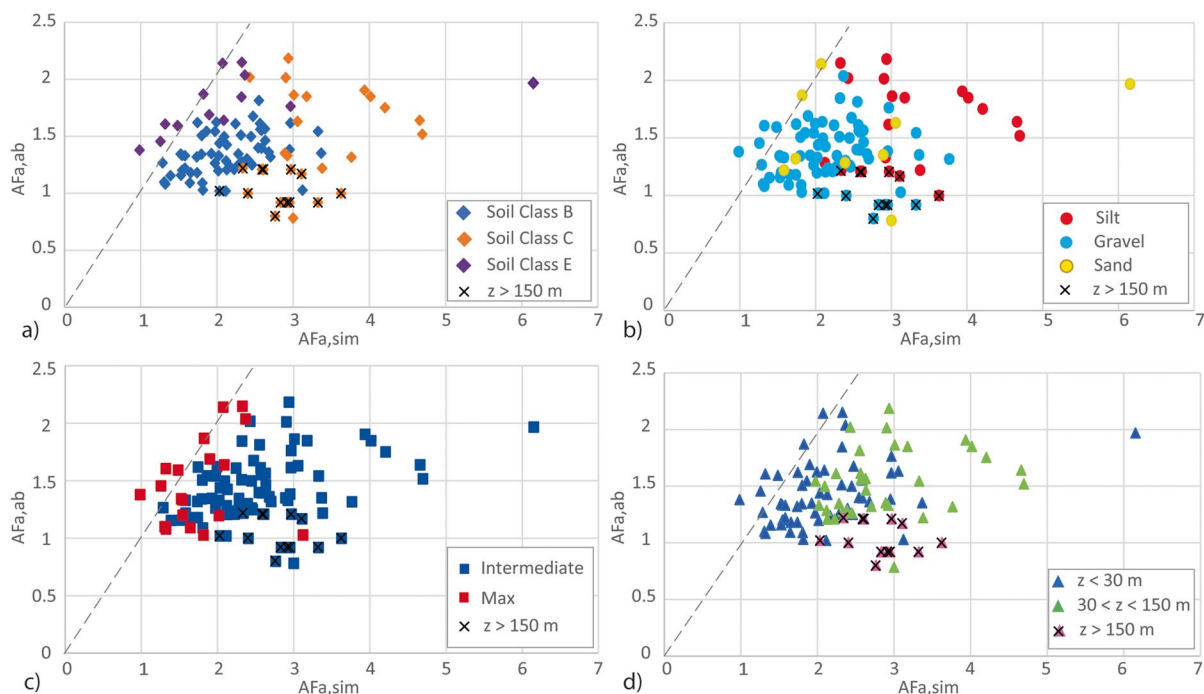 2.5
2
1.5
1
0.5
0
AFa,ab
0 1 2 3 4 5 6 7
AFa,sim
Soil Class B
Soil Class C
Soil Class E
z > 150 m
a)
2.5
2
1.5
1
0.5
0
AFa,ab
0 1 2 3 4 5 6 7
AFa,sim
Silt
Gravel
Sand
z > 150 m
b)
2.5
2
1.5
1
0.5
0
AFa,ab
0 1 2 3 4 5 6 7
AFa,sim
Intermediate
Max
z > 150 m
c)
2.5
2
1.5
1
0.5
0
AFa,ab
0 1 2 3 4 5 6 7
AFa,sim
z < 30 m
30 < z < 150 m
z > 150 m
d)